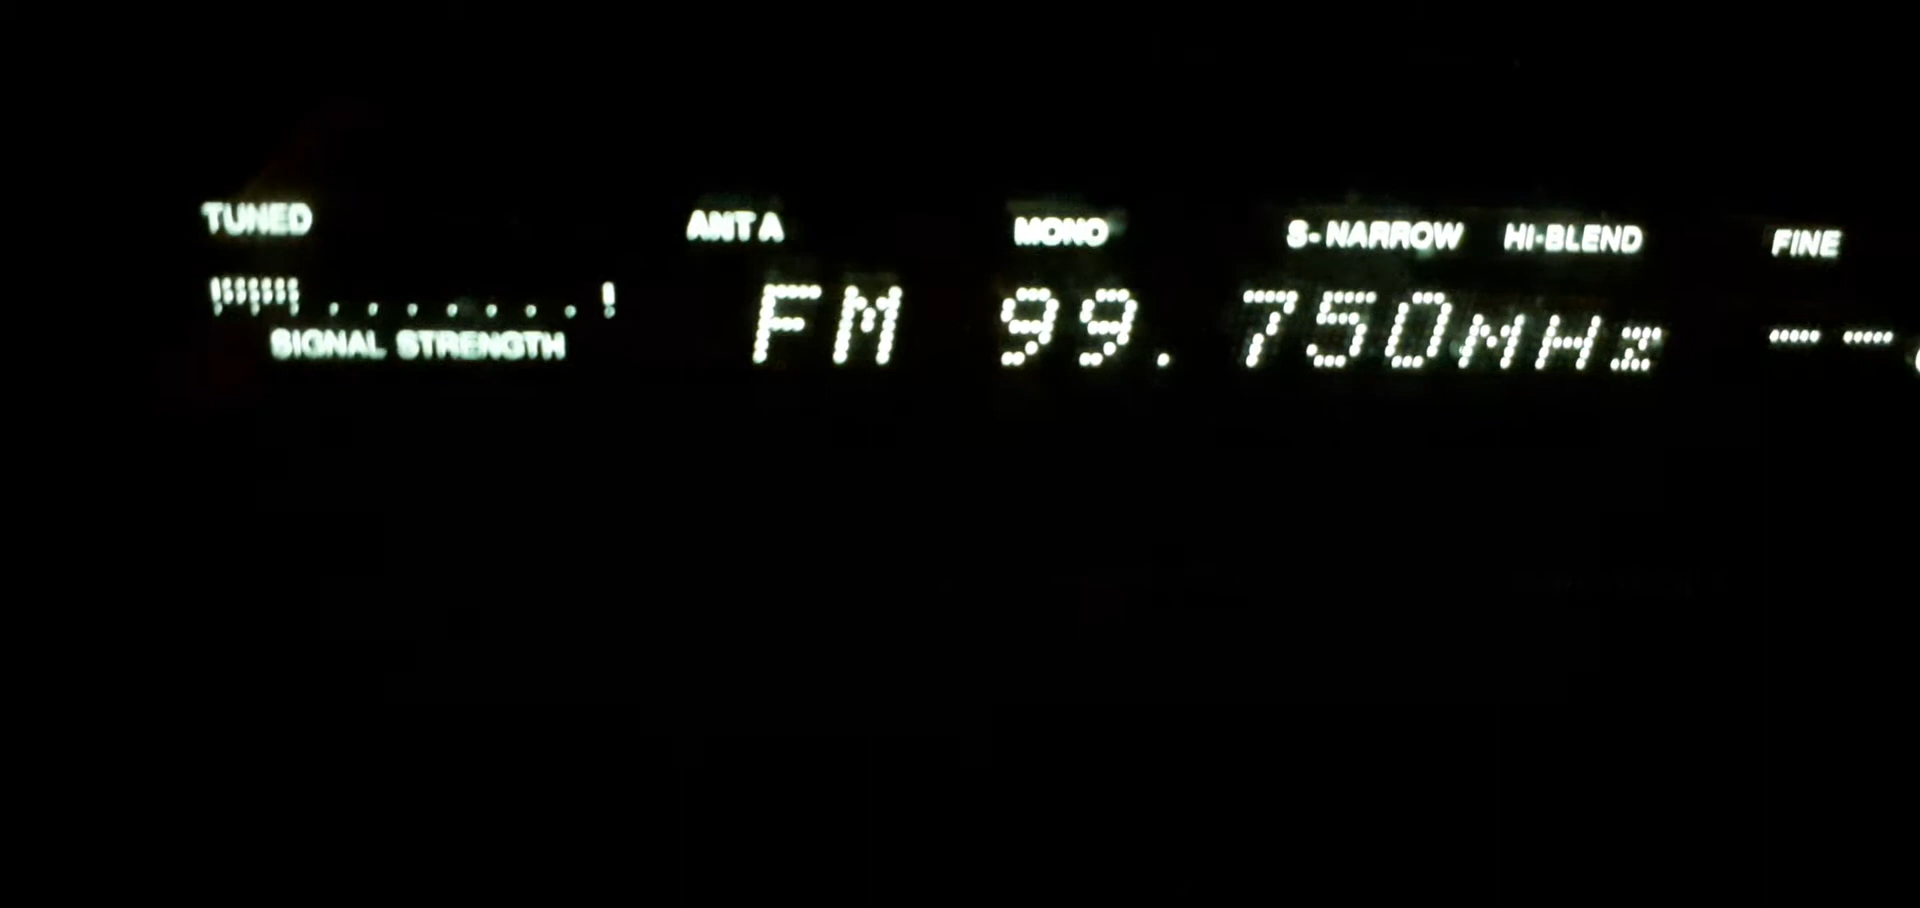 TUNED ANT A MONO S-NARROW HI-BLEND FINE
FM 99.750MHz -- --
SIGNAL STRENGTH